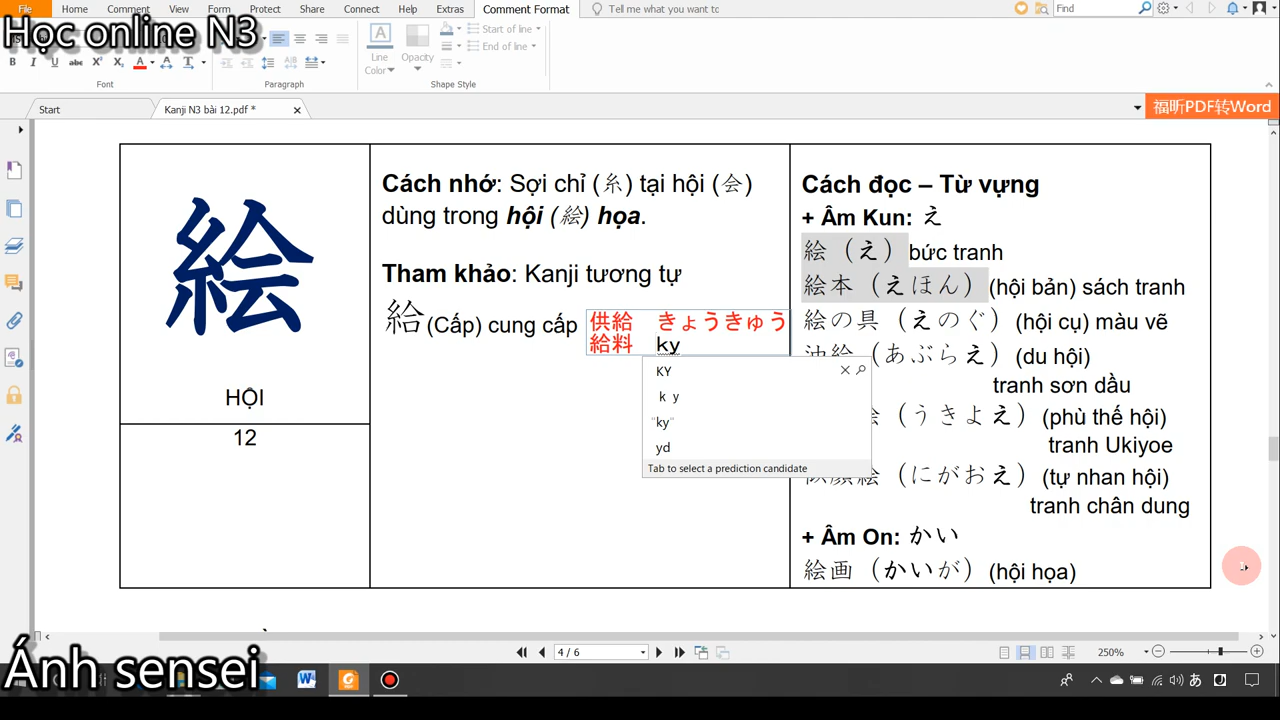 File Home Comment View Form Protect Share Connect Help Extras Comment Format Tell me what you want to Find
Học online N3
Line Color
Opacity
Start of line
End of line
Font Paragraph Shape Style
Start Kanji N3 bài 12.pdf * 福昕PDF转Word
絵
HỘI
12
Cách nhớ: Sợi chỉ (糸) tại hội (会)
dùng trong hội (絵) họa.
Tham khảo: Kanji tương tự
給(Cấp) cung cấp
供給 きょうきゅう
給料 ky
KY
k y
"ky"
yd
Tab to select a prediction candidate
Cách đọc – Từ vựng
+ Âm Kun: え
絵（え）bức tranh
絵本（えほん）(hội bản) sách tranh
絵の具（えのぐ）(hội cụ) màu vẽ
油絵（あぶらえ）(du hội)
tranh sơn dầu
絵（うきよえ）(phù thế hội)
tranh Ukiyoe
似顔絵（にがおえ）(tự nhan hội)
tranh chân dung
+ Âm On: かい
絵画（かいが）(hội họa)
4 / 6
250%
Ánh sensei